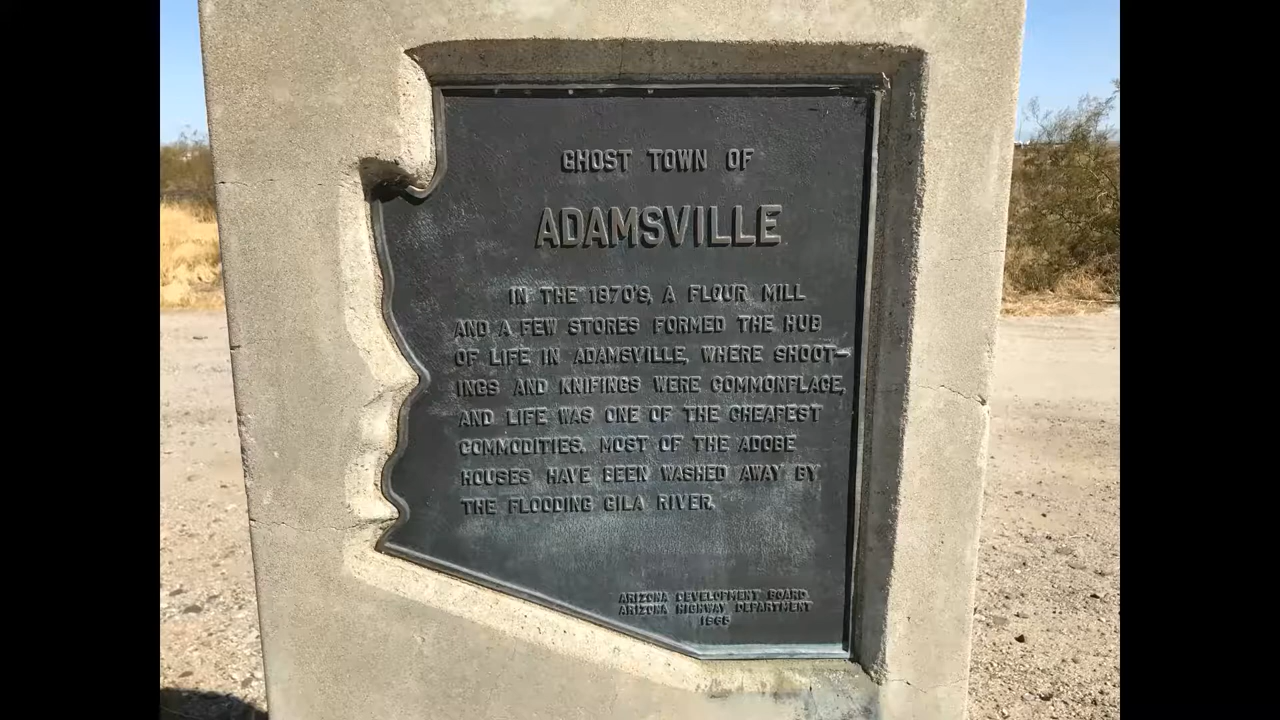 GHOST TOWN OF
ADAMSVILLE
IN THE 1870'S, A FLOUR MILL
AND A FEW STORES FORMED THE HUB
OF LIFE IN ADAMSVILLE, WHERE SHOOT-
INGS AND KNIFINGS WERE COMMONPLACE,
AND LIFE WAS ONE OF THE CHEAPEST
COMMODITIES. MOST OF THE ADOBE
HOUSES HAVE BEEN WASHED AWAY BY
THE FLOODING GILA RIVER.
ARIZONA DEVELOPMENT BOARD
ARIZONA HIGHWAY DEPARTMENT